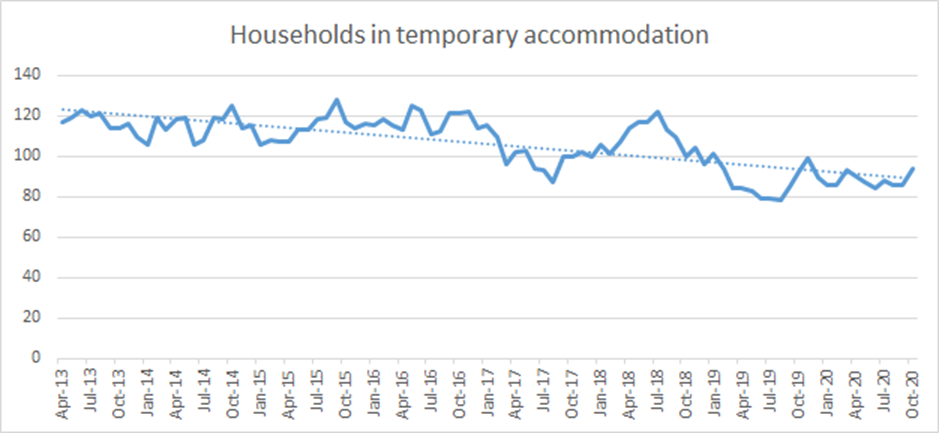 Households in temporary accommodation
140
120
100
80
60
40
20
0
Apr-13
Jul-13
Oct-13
Jan-14
Apr-14
Jul-14
Oct-14
Jan-15
Apr-15
Jul-15
Oct-15
Jan-16
Apr-16
Jul-16
Oct-16
Jan-17
Apr-17
Jul-17
Oct-17
Jan-18
Apr-18
Jul-18
Oct-18
Jan-19
Apr-19
Jul-19
Oct-19
Jan-20
Apr-20
Jul-20
Oct-20